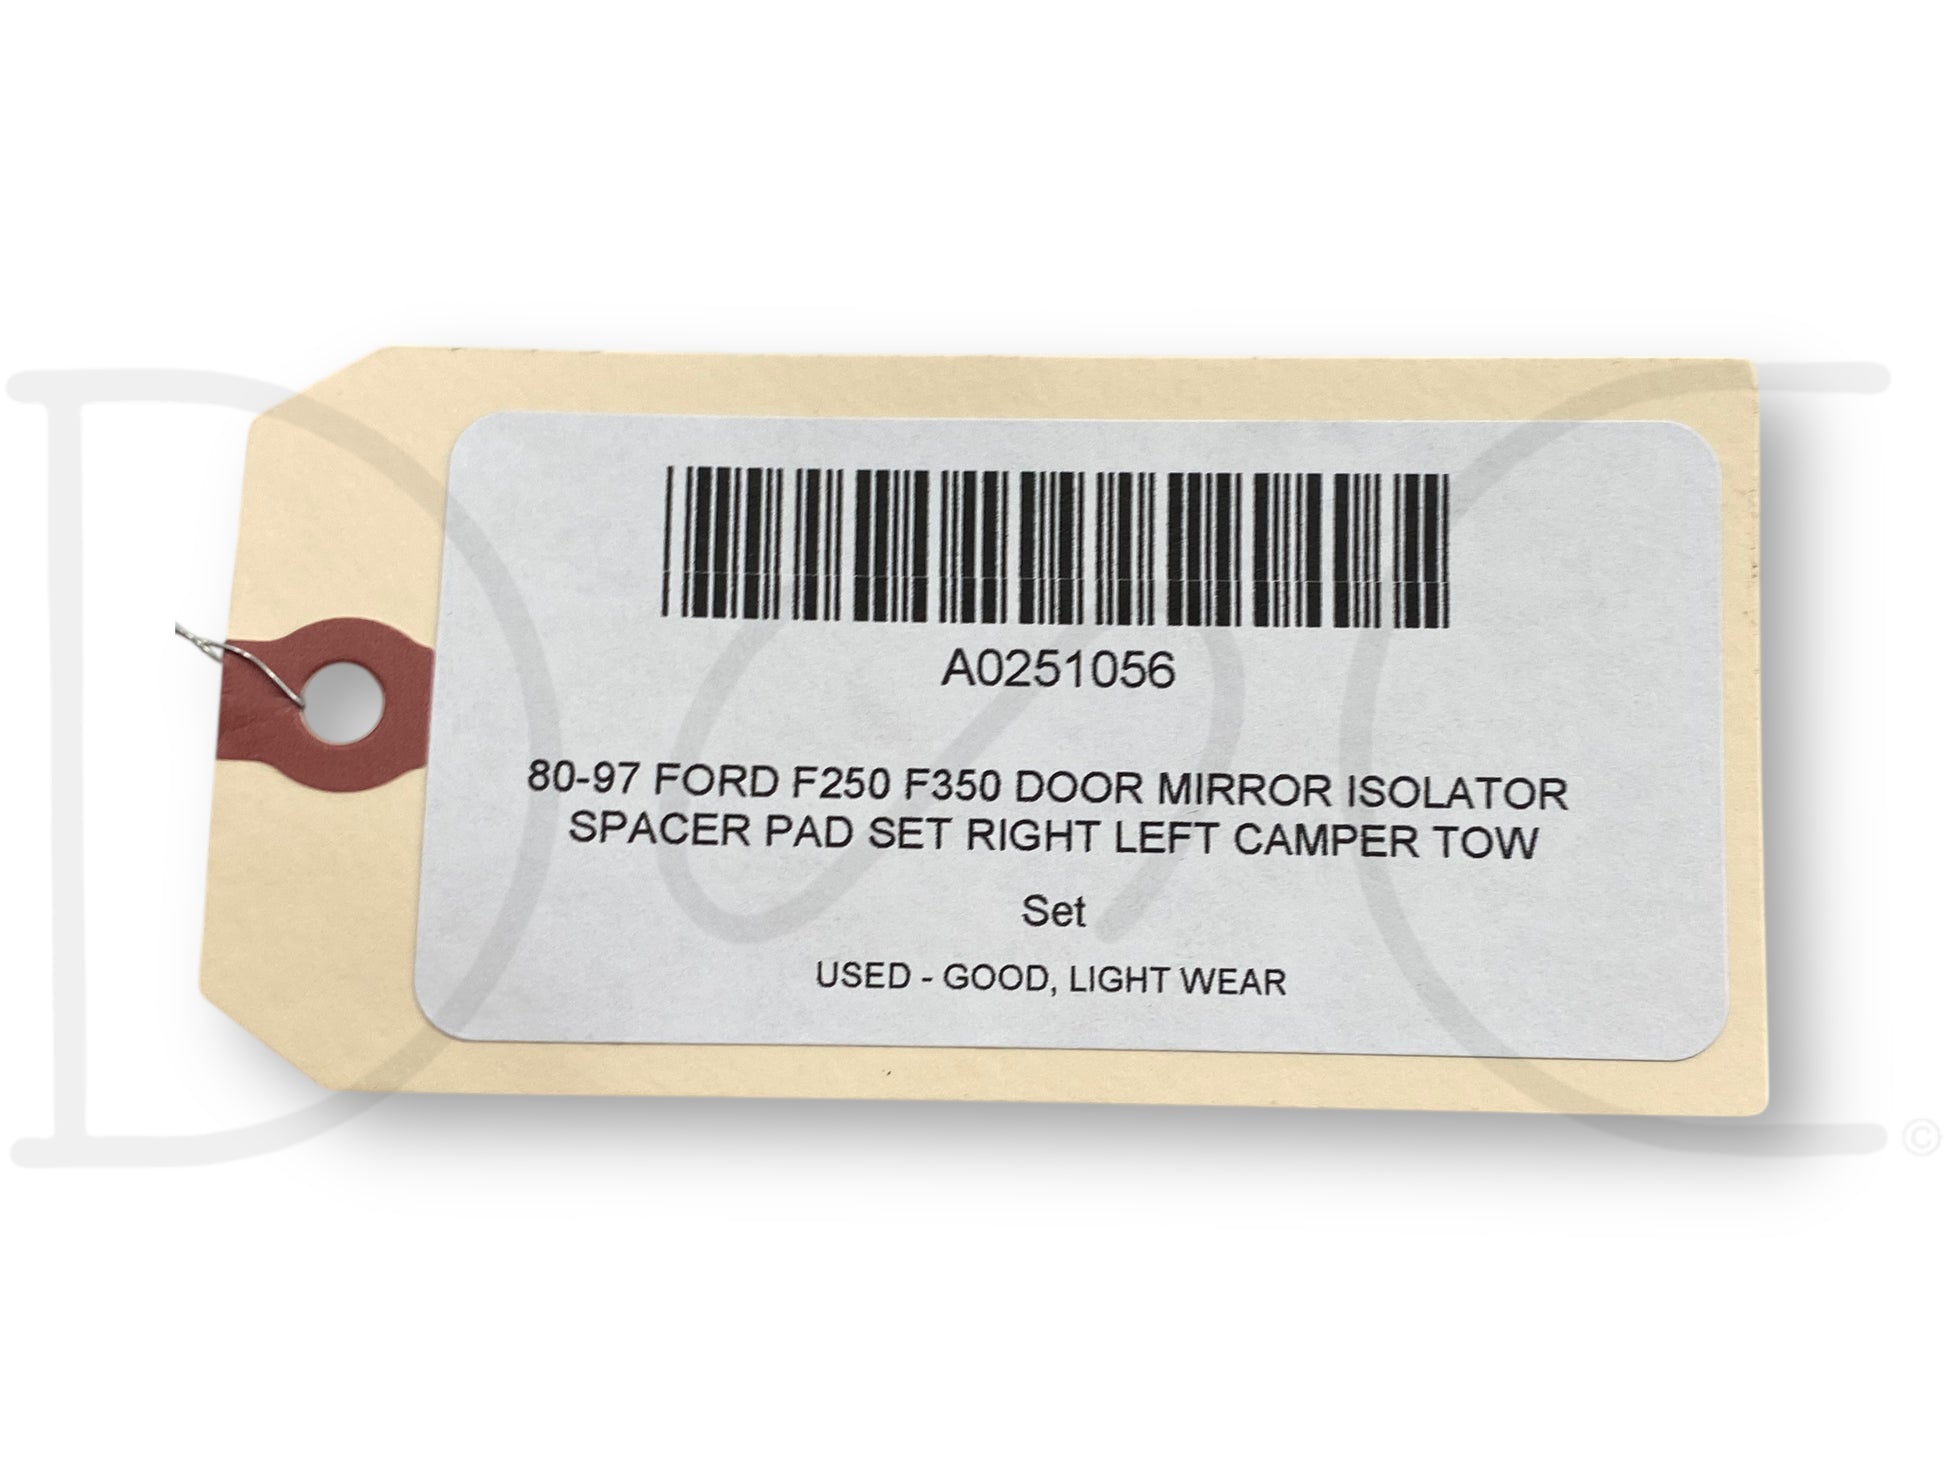 A0251056
80-97 FORD F250 F350 DOOR MIRROR ISOLATOR
SPACER PAD SET RIGHT LEFT CAMPER TOW
Set
USED - GOOD, LIGHT WEAR
©